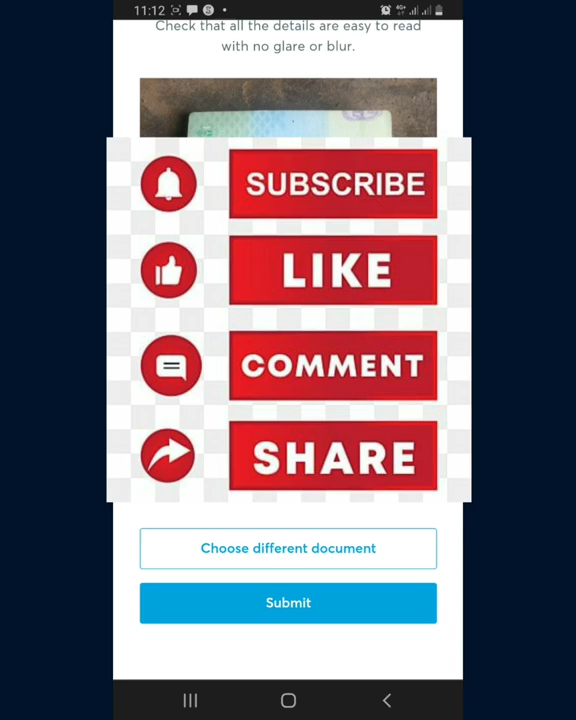 11:12
4G+
Check that all the details are easy to read
with no glare or blur.
SUBSCRIBE
LIKE
COMMENT
SHARE
Choose different document
Submit